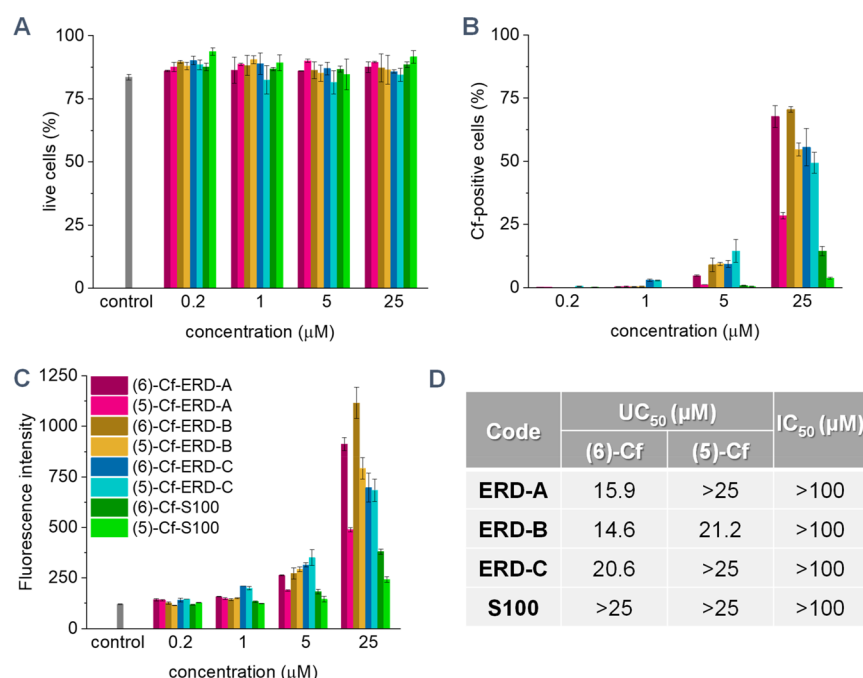 A
100
75
50
25
0
live cells (%)
control 0.2 1 5 25
concentration (µM)
B
100
75
50
25
0
Cf-positive cells (%)
0.2 1 5 25
concentration (µM)
C
1250
1000
750
500
250
0
Fluorescence intensity
(6)-Cf-ERD-A
(5)-Cf-ERD-A
(6)-Cf-ERD-B
(5)-Cf-ERD-B
(6)-Cf-ERD-C
(5)-Cf-ERD-C
(6)-Cf-S100
(5)-Cf-S100
control 0.2 1 5 25
concentration (µM)
D
Code UC50 (µM) IC50 (µM)
(6)-Cf (5)-Cf
ERD-A 15.9 >25 >100
ERD-B 14.6 21.2 >100
ERD-C 20.6 >25 >100
S100 >25 >25 >100